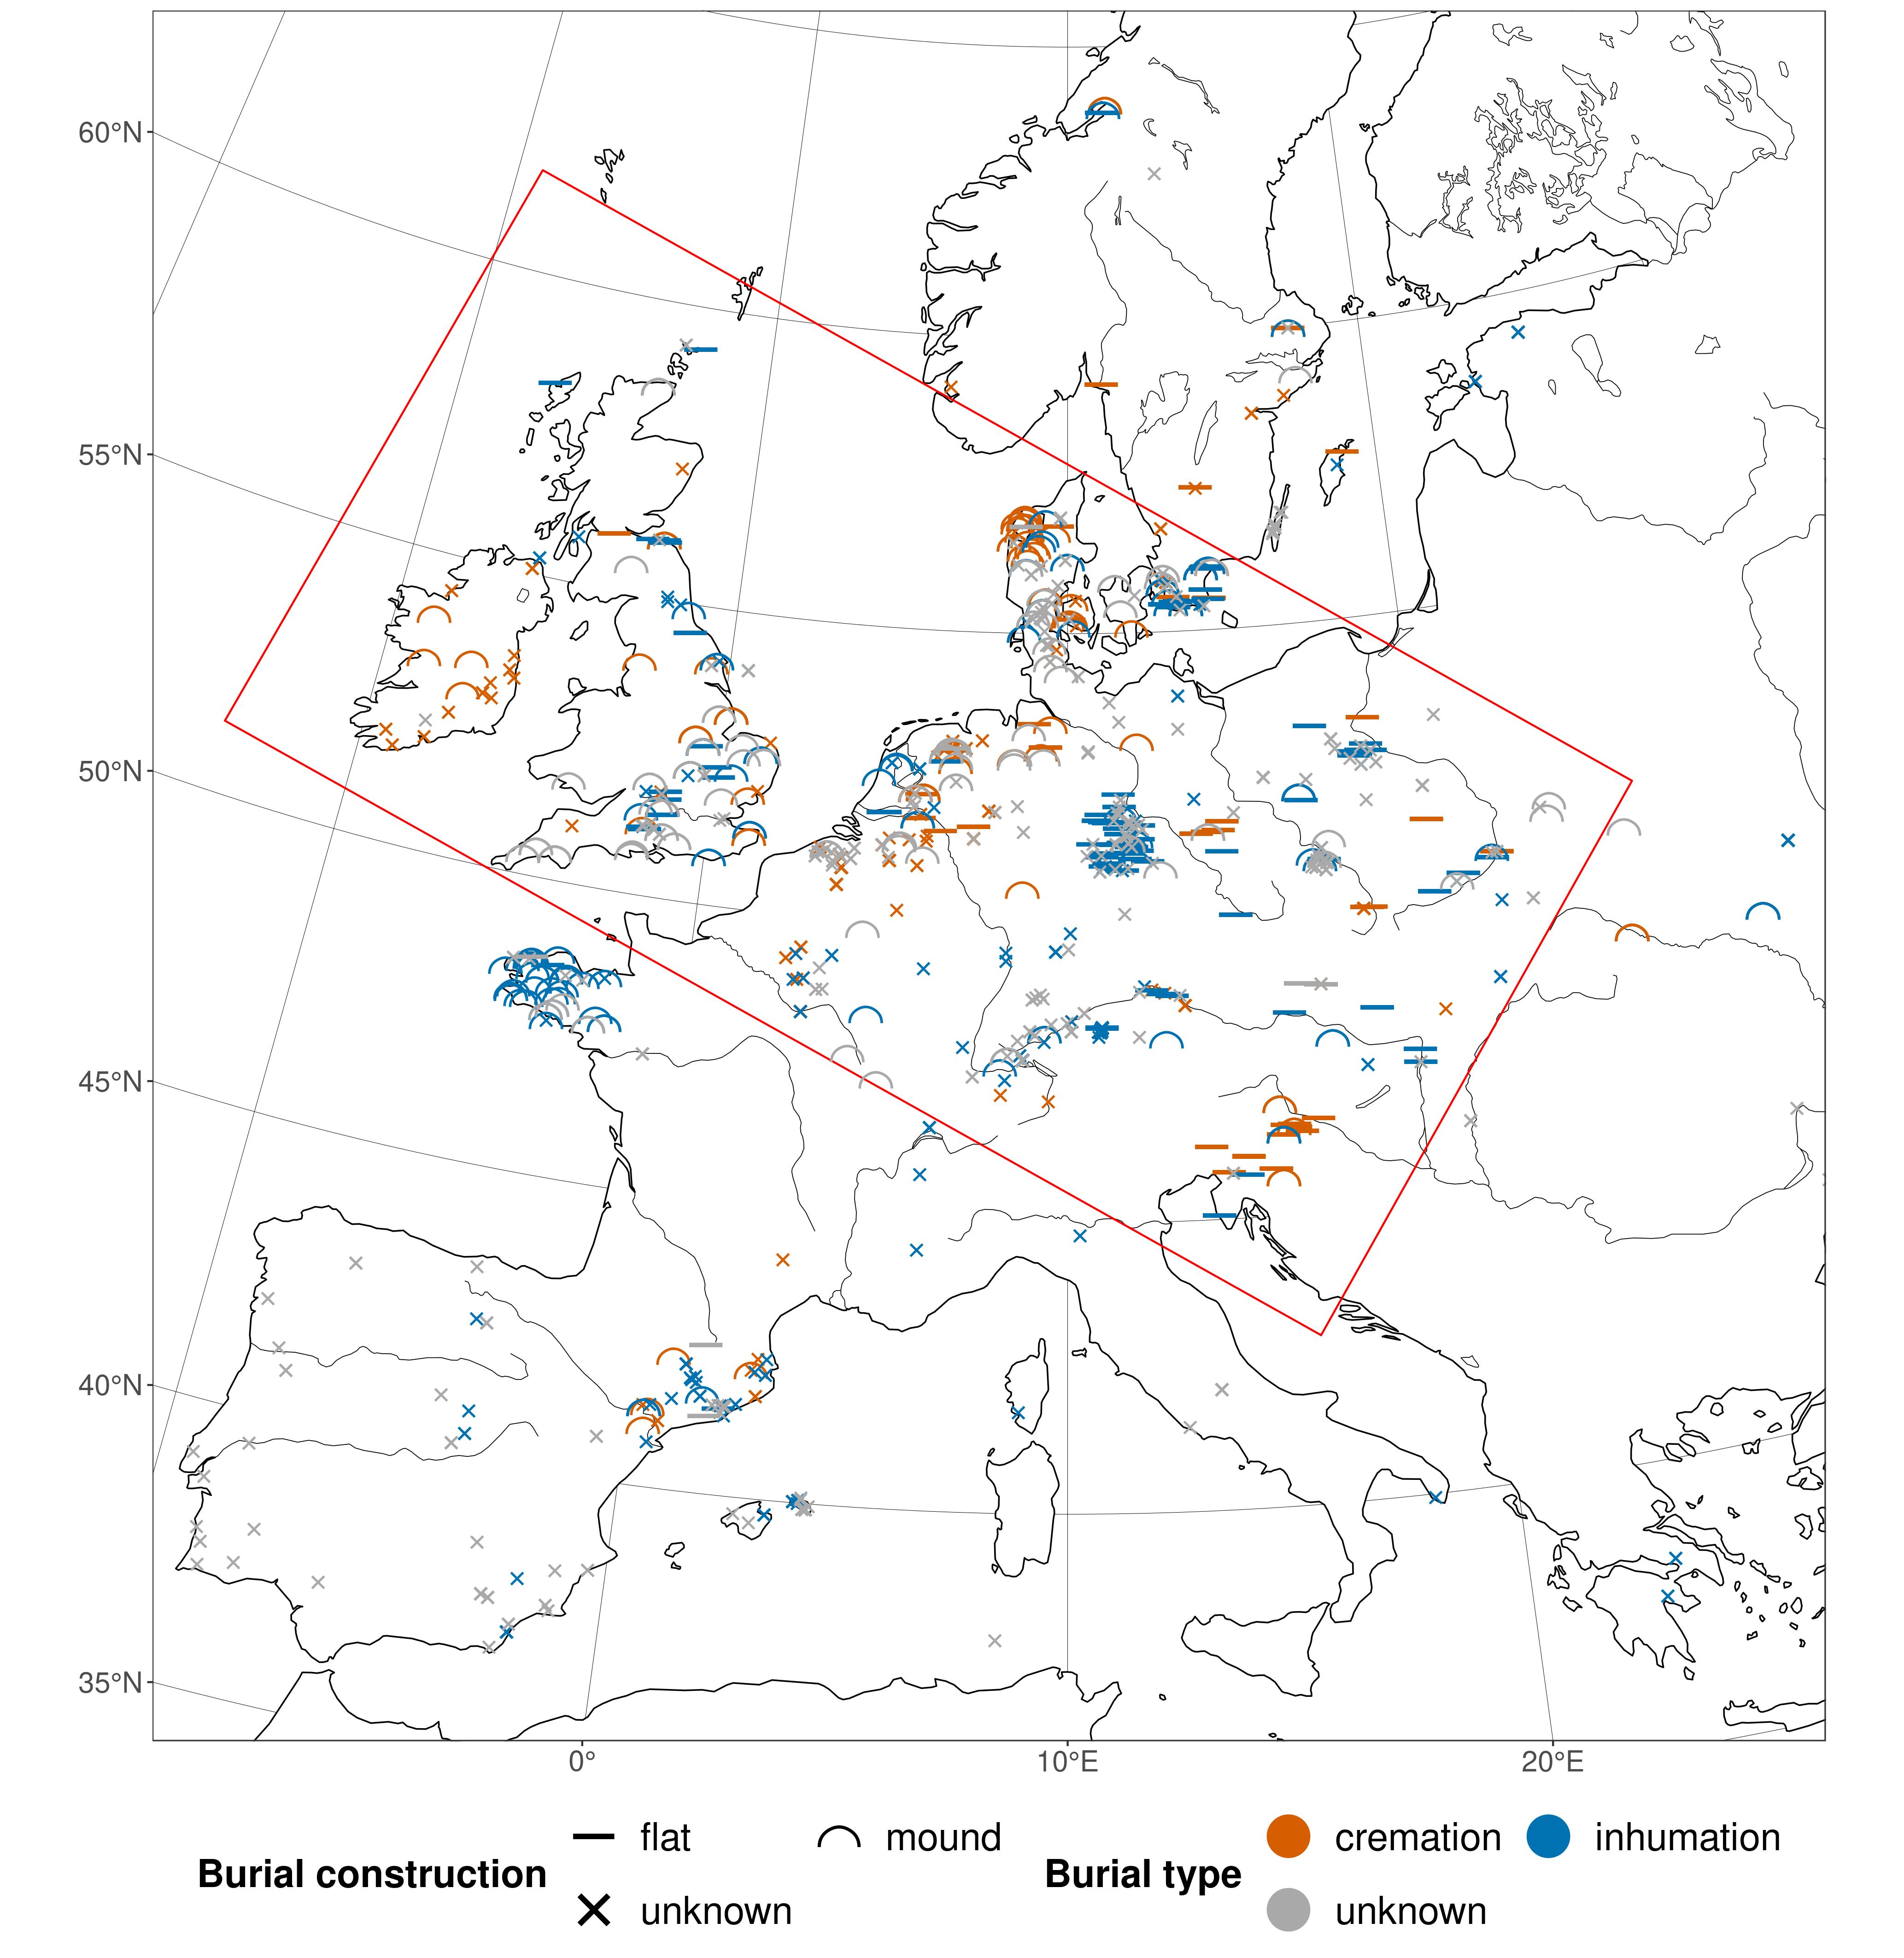 60°N
55°N
50°N
45°N
40°N
35°N
0° 10°E 20°E
Burial construction
flat mound
unknown
Burial type
cremation inhumation
unknown